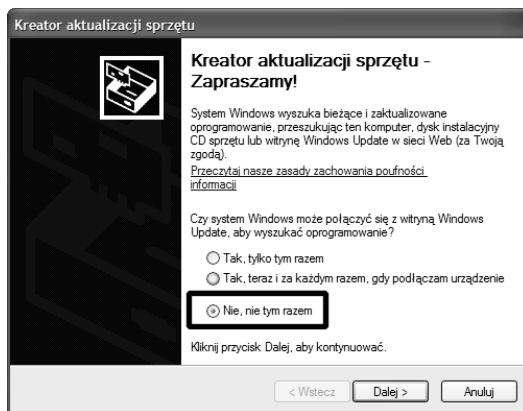 Kreator aktualizacji sprzętu
Kreator aktualizacji sprzętu -
Zapraszamy!
System Windows wyszuka bieżące i zaktualizowane
oprogramowanie, przeszukując ten komputer, dysk instalacyjny
CD sprzętu lub witrynę Windows Update w sieci Web (za Twoją
zgodą).
Przeczytaj nasze zasady zachowania poufności
informacji
Czy system Windows może połączyć się z witryną Windows
Update, aby wyszukać oprogramowanie?
Tak, tylko tym razem
Tak, teraz i za każdym razem, gdy podłączam urządzenie
Nie, nie tym razem
Kliknij przycisk Dalej, aby kontynuować.
< Wstecz Dalej > Anuluj